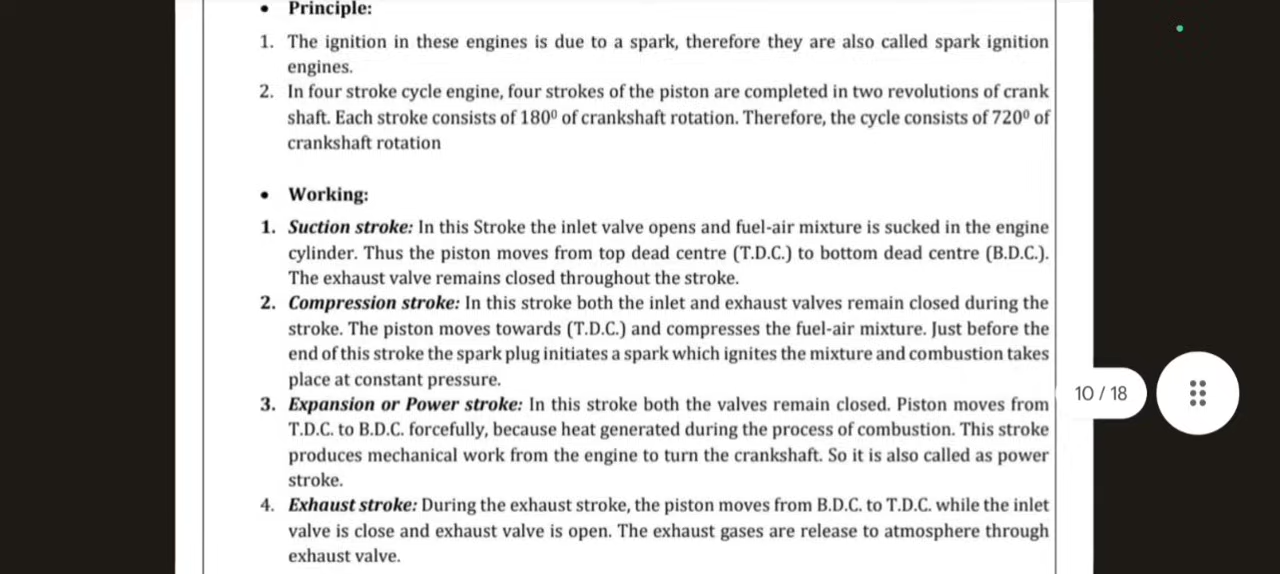 • Principle:
1. The ignition in these engines is due to a spark, therefore they are also called spark ignition
engines.
2. In four stroke cycle engine, four strokes of the piston are completed in two revolutions of crank
shaft. Each stroke consists of 180⁰ of crankshaft rotation. Therefore, the cycle consists of 720⁰ of
crankshaft rotation
• Working:
1. Suction stroke: In this Stroke the inlet valve opens and fuel-air mixture is sucked in the engine
cylinder. Thus the piston moves from top dead centre (T.D.C.) to bottom dead centre (B.D.C.).
The exhaust valve remains closed throughout the stroke.
2. Compression stroke: In this stroke both the inlet and exhaust valves remain closed during the
stroke. The piston moves towards (T.D.C.) and compresses the fuel-air mixture. Just before the
end of this stroke the spark plug initiates a spark which ignites the mixture and combustion takes
place at constant pressure.
3. Expansion or Power stroke: In this stroke both the valves remain closed. Piston moves from
T.D.C. to B.D.C. forcefully, because heat generated during the process of combustion. This stroke
produces mechanical work from the engine to turn the crankshaft. So it is also called as power
stroke.
4. Exhaust stroke: During the exhaust stroke, the piston moves from B.D.C. to T.D.C. while the inlet
valve is close and exhaust valve is open. The exhaust gases are release to atmosphere through
exhaust valve.
10 / 18